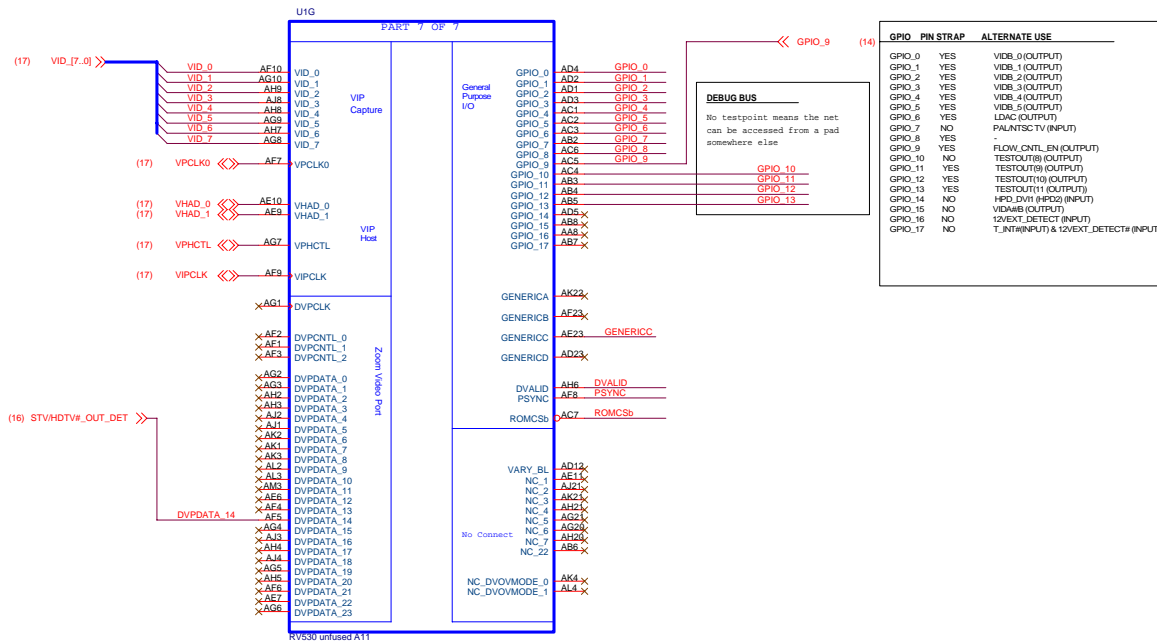 U1G
PART 7 OF 7
(17) VID_[7..0]
VID_0 AF10 VID_0
VID_1 AG10 VID_1
VID_2 AH9 VID_2
VID_3 AJ8 VID_3
VID_4 AH8 VID_4
VID_5 AG9 VID_5
VID_6 AH7 VID_6
VID_7 AG8 VID_7
VIP
Capture
(17) VPCLK0 AF7 VPCLK0
(17) VHAD_0 AE10 VHAD_0
(17) VHAD_1 AE9 VHAD_1
VIP
Host
(17) VPHCTL AG7 VPHCTL
(17) VIPCLK AF9 VIPCLK
AG1 DVPCLK
AF2 DVPCNTL_0
AF1 DVPCNTL_1
AF3 DVPCNTL_2
Zoom Video Port
AG2 DVPDATA_0
AG3 DVPDATA_1
AH2 DVPDATA_2
AH3 DVPDATA_3
AJ2 DVPDATA_4
AJ1 DVPDATA_5
AK2 DVPDATA_6
AK1 DVPDATA_7
AK3 DVPDATA_8
AL2 DVPDATA_9
AL3 DVPDATA_10
AM3 DVPDATA_11
AE6 DVPDATA_12
AF4 DVPDATA_13
(16) STV/HDTV#_OUT_DET
DVPDATA_14 AF5 DVPDATA_14
AG4 DVPDATA_15
AJ3 DVPDATA_16
AH4 DVPDATA_17
AJ4 DVPDATA_18
AG5 DVPDATA_19
AH5 DVPDATA_20
AF6 DVPDATA_21
AE7 DVPDATA_22
AG6 DVPDATA_23
General
Purpose
I/O
GPIO_0 AD4 GPIO_0
GPIO_1 AD2 GPIO_1
GPIO_2 AD1 GPIO_2
GPIO_3 AD3 GPIO_3
GPIO_4 AC1 GPIO_4
GPIO_5 AC2 GPIO_5
GPIO_6 AC3 GPIO_6
GPIO_7 AB2 GPIO_7
GPIO_8 AC6 GPIO_8
GPIO_9 AC5 GPIO_9
GPIO_10 AC4 GPIO_10
GPIO_11 AB3 GPIO_11
GPIO_12 AB4 GPIO_12
GPIO_13 AB5 GPIO_13
GPIO_14 AD5
GPIO_15 AB8
GPIO_16 AA8
GPIO_17 AB7
GENERICA AK22
GENERICB AF23
GENERICC AE23 GENERICC
GENERICD AD23
DVALID AH6 DVALID
PSYNC AF8 PSYNC
ROMCSb AC7 ROMCSb
VARY_BL AD12
NC_1 AE11
NC_2 AJ21
NC_3 AK21
NC_4 AH21
NC_5 AG21
NC_6 AG20
NC_7 AH20
NC_22 AB6
No Connect
NC_DVOVMODE_0 AK4
NC_DVOVMODE_1 AL4
RV530 unfused A11
GPIO_9 (14)
DEBUG BUS
No testpoint means the net
can be accessed from a pad
somewhere else
GPIO PIN STRAP ALTERNATE USE
GPIO_0 YES VIDB_0 (OUTPUT)
GPIO_1 YES VIDB_1 (OUTPUT)
GPIO_2 YES VIDB_2 (OUTPUT)
GPIO_3 YES VIDB_3 (OUTPUT)
GPIO_4 YES VIDB_4 (OUTPUT)
GPIO_5 YES VIDB_5 (OUTPUT)
GPIO_6 YES LDAC (OUTPUT)
GPIO_7 NO PAL/NTSC TV (INPUT)
GPIO_8 YES -
GPIO_9 YES FLOW_CNTL_EN (OUTPUT)
GPIO_10 NO TESTOUT(8) (OUTPUT)
GPIO_11 YES TESTOUT(9) (OUTPUT)
GPIO_12 YES TESTOUT(10) (OUTPUT)
GPIO_13 YES TESTOUT(11 (OUTPUT))
GPIO_14 NO HPD_DVI1 (HPD2) (INPUT)
GPIO_15 NO VIDA#/B (OUTPUT)
GPIO_16 NO 12VEXT_DETECT (INPUT)
GPIO_17 NO T_INT#(INPUT) & 12VEXT_DETECT# (INPUT